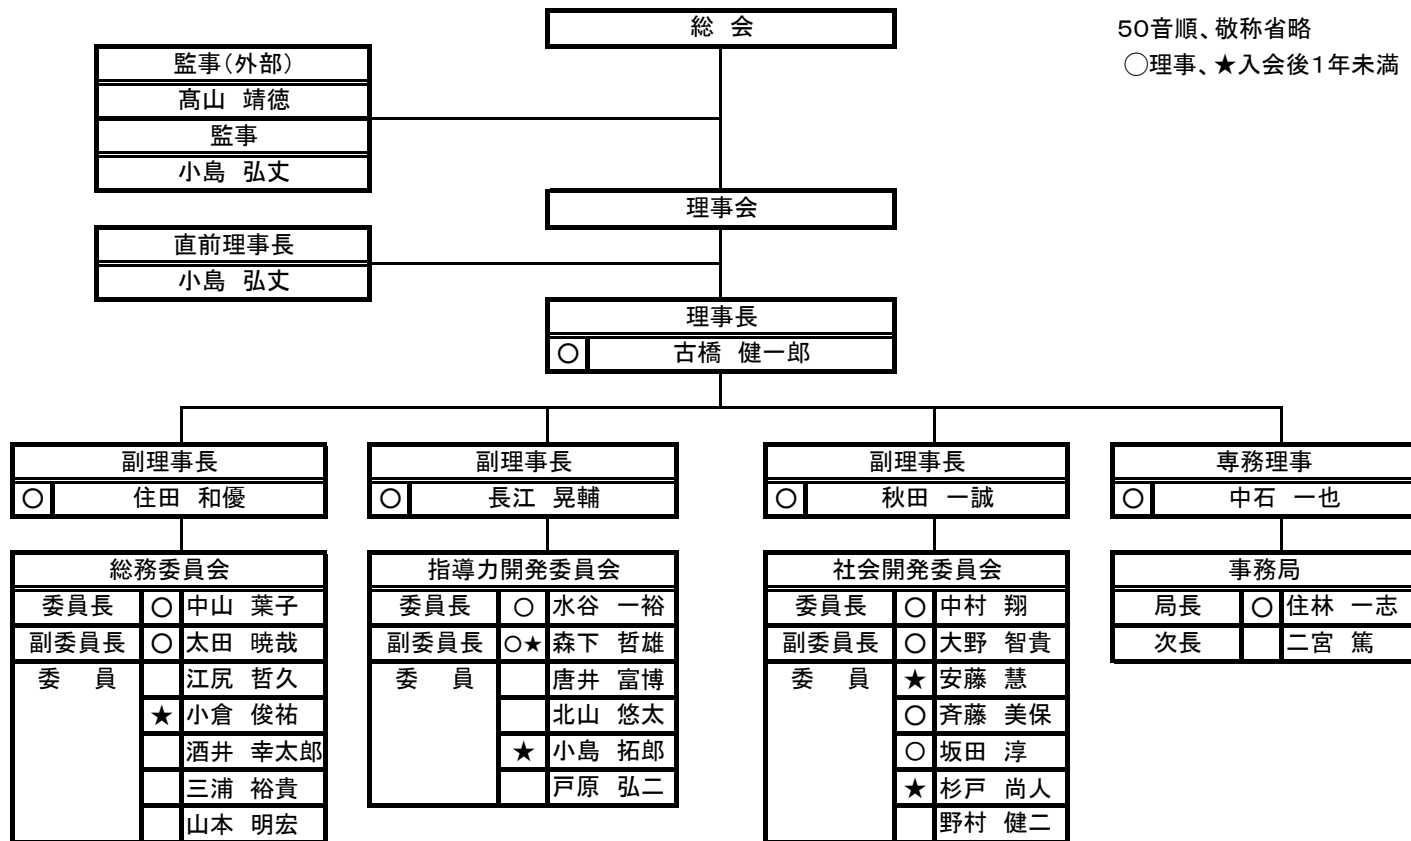 総 会
50音順、敬称省略
○理事、★入会後1年未満
監事(外部)
髙山 靖徳
監事
小島 弘丈
理事会
直前理事長
小島 弘丈
理事長
○ 古橋 健一郎
副理事長
○ 住田 和優
総務委員会
委員長 ○ 中山 葉子
副委員長 ○ 太田 暁哉
委 員 江尻 哲久
★ 小倉 俊祐
酒井 幸太郎
三浦 裕貴
山本 明宏
副理事長
○ 長江 晃輔
指導力開発委員会
委員長 ○ 水谷 一裕
副委員長 ○★ 森下 哲雄
委 員 唐井 富博
北山 悠太
★ 小島 拓郎
戸原 弘二
副理事長
○ 秋田 一誠
社会開発委員会
委員長 ○ 中村 翔
副委員長 ○ 大野 智貴
委 員 ★ 安藤 慧
○ 斉藤 美保
○ 坂田 淳
★ 杉戸 尚人
野村 健二
専務理事
○ 中石 一也
事務局
局長 ○ 住林 一志
次長 二宮 篤